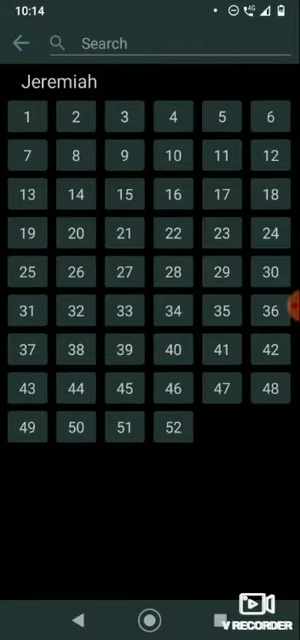 10:14
4G
Search
Jeremiah
1 2 3 4 5 6
7 8 9 10 11 12
13 14 15 16 17 18
19 20 21 22 23 24
25 26 27 28 29 30
31 32 33 34 35 36
37 38 39 40 41 42
43 44 45 46 47 48
49 50 51 52
V RECORDER